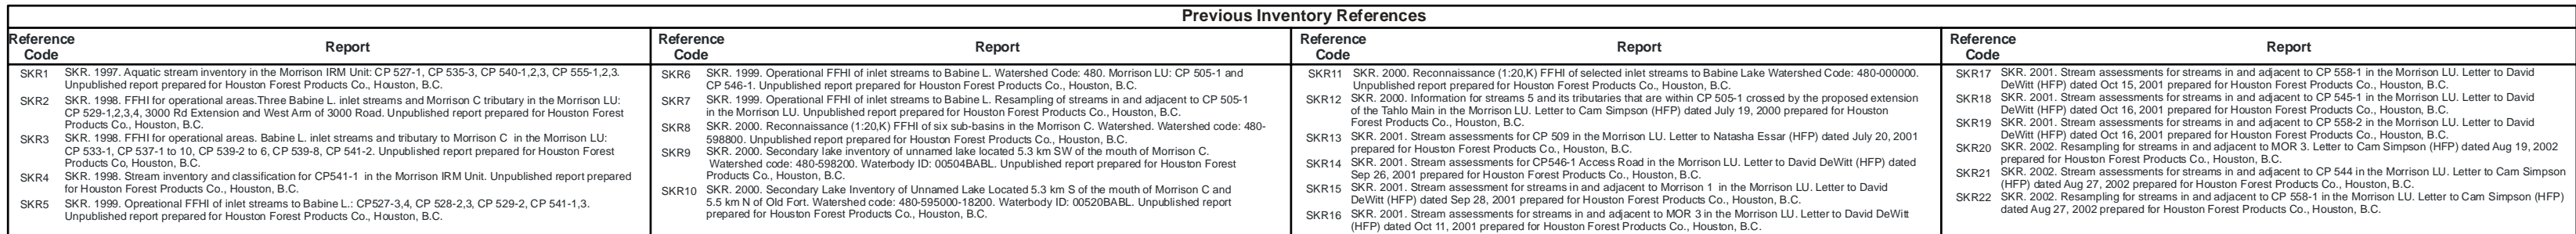 Previous Inventory References
Reference Code
Report
SKR1 SKR. 1997. Aquatic stream inventory in the Morrison IRM Unit: CP 527-1, CP 535-3, CP 540-1,2,3, CP 555-1,2,3.
Unpublished report prepared for Houston Forest Products Co., Houston, B.C.
SKR2 SKR. 1998. FFHI for operational areas.Three Babine L. inlet streams and Morrison C tributary in the Morrison LU:
CP 529-1,2,3,4, 3000 Rd Extension and West Arm of 3000 Road. Unpublished report prepared for Houston Forest
Products Co., Houston, B.C.
SKR3 SKR. 1998. FFHI for operational areas. Babine L. inlet streams and tributary to Morrison C in the Morrison LU:
CP 533-1, CP 537-1 to 10, CP 539-2 to 6, CP 539-8, CP 541-2. Unpublished report prepared for Houston Forest
Products Co, Houston, B.C.
SKR4 SKR. 1998. Stream inventory and classification for CP541-1 in the Morrison IRM Unit. Unpublished report prepared
for Houston Forest Products Co., Houston, B.C.
SKR5 SKR. 1999. Opreational FFHI of inlet streams to Babine L.: CP527-3,4, CP 528-2,3, CP 529-2, CP 541-1,3.
Unpublished report prepared for Houston Forest Products Co., Houston, B.C.
Reference Code
Report
SKR6 SKR. 1999. Operational FFHI of inlet streams to Babine L. Watershed Code: 480. Morrison LU: CP 505-1 and
CP 546-1. Unpublished report prepared for Houston Forest Products Co., Houston, B.C.
SKR7 SKR. 1999. Operational FFHI of inlet streams to Babine L. Resampling of streams in and adjacent to CP 505-1
in the Morrison LU. Unpublished report prepared for Houston Forest Products Co., Houston, B.C.
SKR8 SKR. 2000. Reconnaissance (1:20,K) FFHI of six sub-basins in the Morrison C. Watershed. Watershed code: 480-
598800. Unpublished report prepared for Houston Forest Products Co., Houston, B.C.
SKR9 SKR. 2000. Secondary lake inventory of unnamed lake located 5.3 km SW of the mouth of Morrison C.
Watershed code: 480-598200. Waterbody ID: 00504BABL. Unpublished report prepared for Houston Forest
Products Co., Houston, B.C.
SKR10 SKR. 2000. Secondary Lake Inventory of Unnamed Lake Located 5.3 km S of the mouth of Morrison C and
5.5 km N of Old Fort. Watershed code: 480-595000-18200. Waterbody ID: 00520BABL. Unpublished report
prepared for Houston Forest Products Co., Houston, B.C.
Reference Code
Report
SKR11 SKR. 2000. Reconnaissance (1:20,K) FFHI of selected inlet streams to Babine Lake Watershed Code: 480-000000.
Unpublished report prepared for Houston Forest Products Co., Houston, B.C.
SKR12 SKR. 2000. Information for streams 5 and its tributaries that are within CP 505-1 crossed by the proposed extension
of the Tahlo Main in the Morrison LU. Letter to Cam Simpson (HFP) dated July 19, 2000 prepared for Houston
Forest Products Co., Houston, B.C.
SKR13 SKR. 2001. Stream assessments for CP 509 in the Morrison LU. Letter to Natasha Essar (HFP) dated July 20, 2001
prepared for Houston Forest Products Co., Houston, B.C.
SKR14 SKR. 2001. Stream assessments for CP546-1 Access Road in the Morrison LU. Letter to David DeWitt (HFP) dated
Sep 26, 2001 prepared for Houston Forest Products Co., Houston, B.C.
SKR15 SKR. 2001. Stream assessment for streams in and adjacent to Morrison 1 in the Morrison LU. Letter to David
DeWitt (HFP) dated Sep 28, 2001 prepared for Houston Forest Products Co., Houston, B.C.
SKR16 SKR. 2001. Stream assessments for streams in and adjacent to MOR 3 in the Morrison LU. Letter to David DeWitt
(HFP) dated Oct 11, 2001 prepared for Houston Forest Products Co., Houston, B.C.
Reference Code
Report
SKR17 SKR. 2001. Stream assessments for streams in and adjacent to CP 558-1 in the Morrison LU. Letter to David
DeWitt (HFP) dated Oct 15, 2001 prepared for Houston Forest Products Co., Houston, B.C.
SKR18 SKR. 2001. Stream assessments for streams in and adjacent to CP 545-1 in the Morrison LU. Letter to David
DeWitt (HFP) dated Oct 16, 2001 prepared for Houston Forest Products Co., Houston, B.C.
SKR19 SKR. 2001. Stream assessments for streams in and adjacent to CP 558-2 in the Morrison LU. Letter to David
DeWitt (HFP) dated Oct 16, 2001 prepared for Houston Forest Products Co., Houston, B.C.
SKR20 SKR. 2002. Resampling for streams in and adjacent to MOR 3. Letter to Cam Simpson (HFP) dated Aug 19, 2002
prepared for Houston Forest Products Co., Houston, B.C.
SKR21 SKR. 2002. Stream assessments for streams in and adjacent to CP 544 in the Morrison LU. Letter to Cam Simpson
(HFP) dated Aug 27, 2002 prepared for Houston Forest Products Co., Houston, B.C.
SKR22 SKR. 2002. Resampling for streams in and adjacent to CP 558-1 in the Morrison LU. Letter to Cam Simpson (HFP)
dated Aug 27, 2002 prepared for Houston Forest Products Co., Houston, B.C.